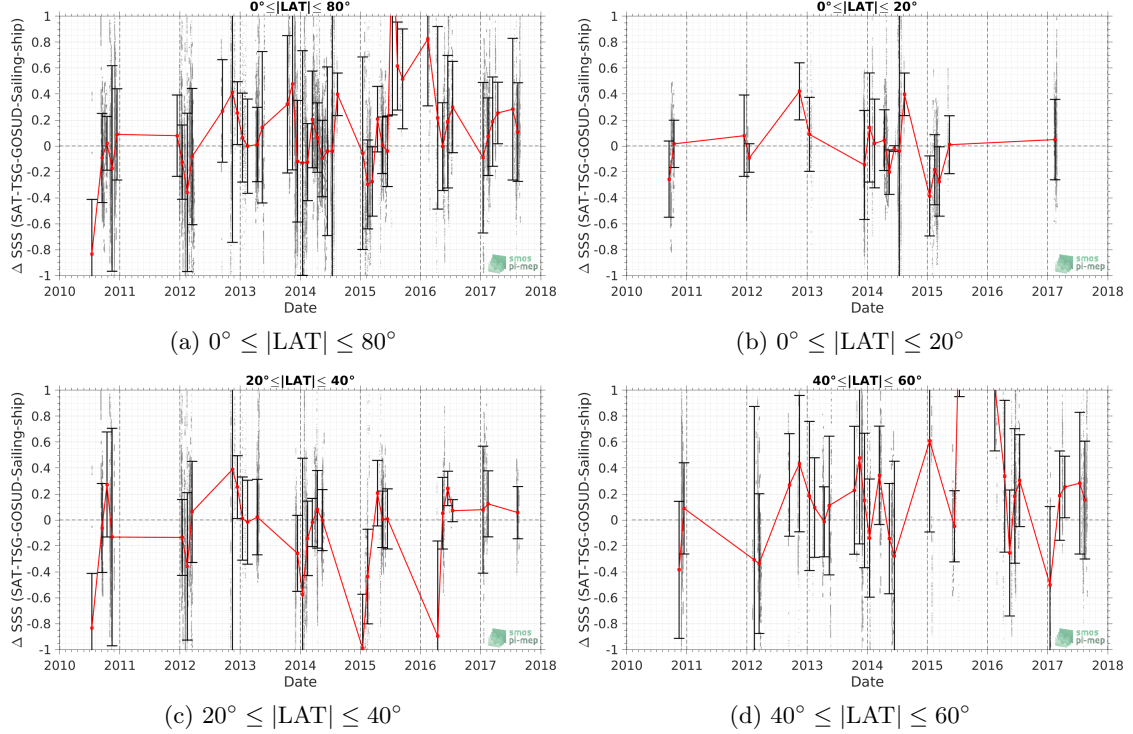 0°≤|LAT|≤ 80°
Δ SSS (SAT-TSG-GOSUD-Sailing-ship)
1
0.8
0.6
0.4
0.2
0
-0.2
-0.4
-0.6
-0.8
-1
2010 2011 2012 2013 2014 2015 2016 2017 2018
Date
smos
pi-mep
(a) 0° ≤ |LAT| ≤ 80°
0°≤|LAT|≤ 20°
Δ SSS (SAT-TSG-GOSUD-Sailing-ship)
1
0.8
0.6
0.4
0.2
0
-0.2
-0.4
-0.6
-0.8
-1
2010 2011 2012 2013 2014 2015 2016 2017 2018
Date
smos
pi-mep
(b) 0° ≤ |LAT| ≤ 20°
20°≤|LAT|≤ 40°
Δ SSS (SAT-TSG-GOSUD-Sailing-ship)
1
0.8
0.6
0.4
0.2
0
-0.2
-0.4
-0.6
-0.8
-1
2010 2011 2012 2013 2014 2015 2016 2017 2018
Date
smos
pi-mep
(c) 20° ≤ |LAT| ≤ 40°
40°≤|LAT|≤ 60°
Δ SSS (SAT-TSG-GOSUD-Sailing-ship)
1
0.8
0.6
0.4
0.2
0
-0.2
-0.4
-0.6
-0.8
-1
2010 2011 2012 2013 2014 2015 2016 2017 2018
Date
smos
pi-mep
(d) 40° ≤ |LAT| ≤ 60°